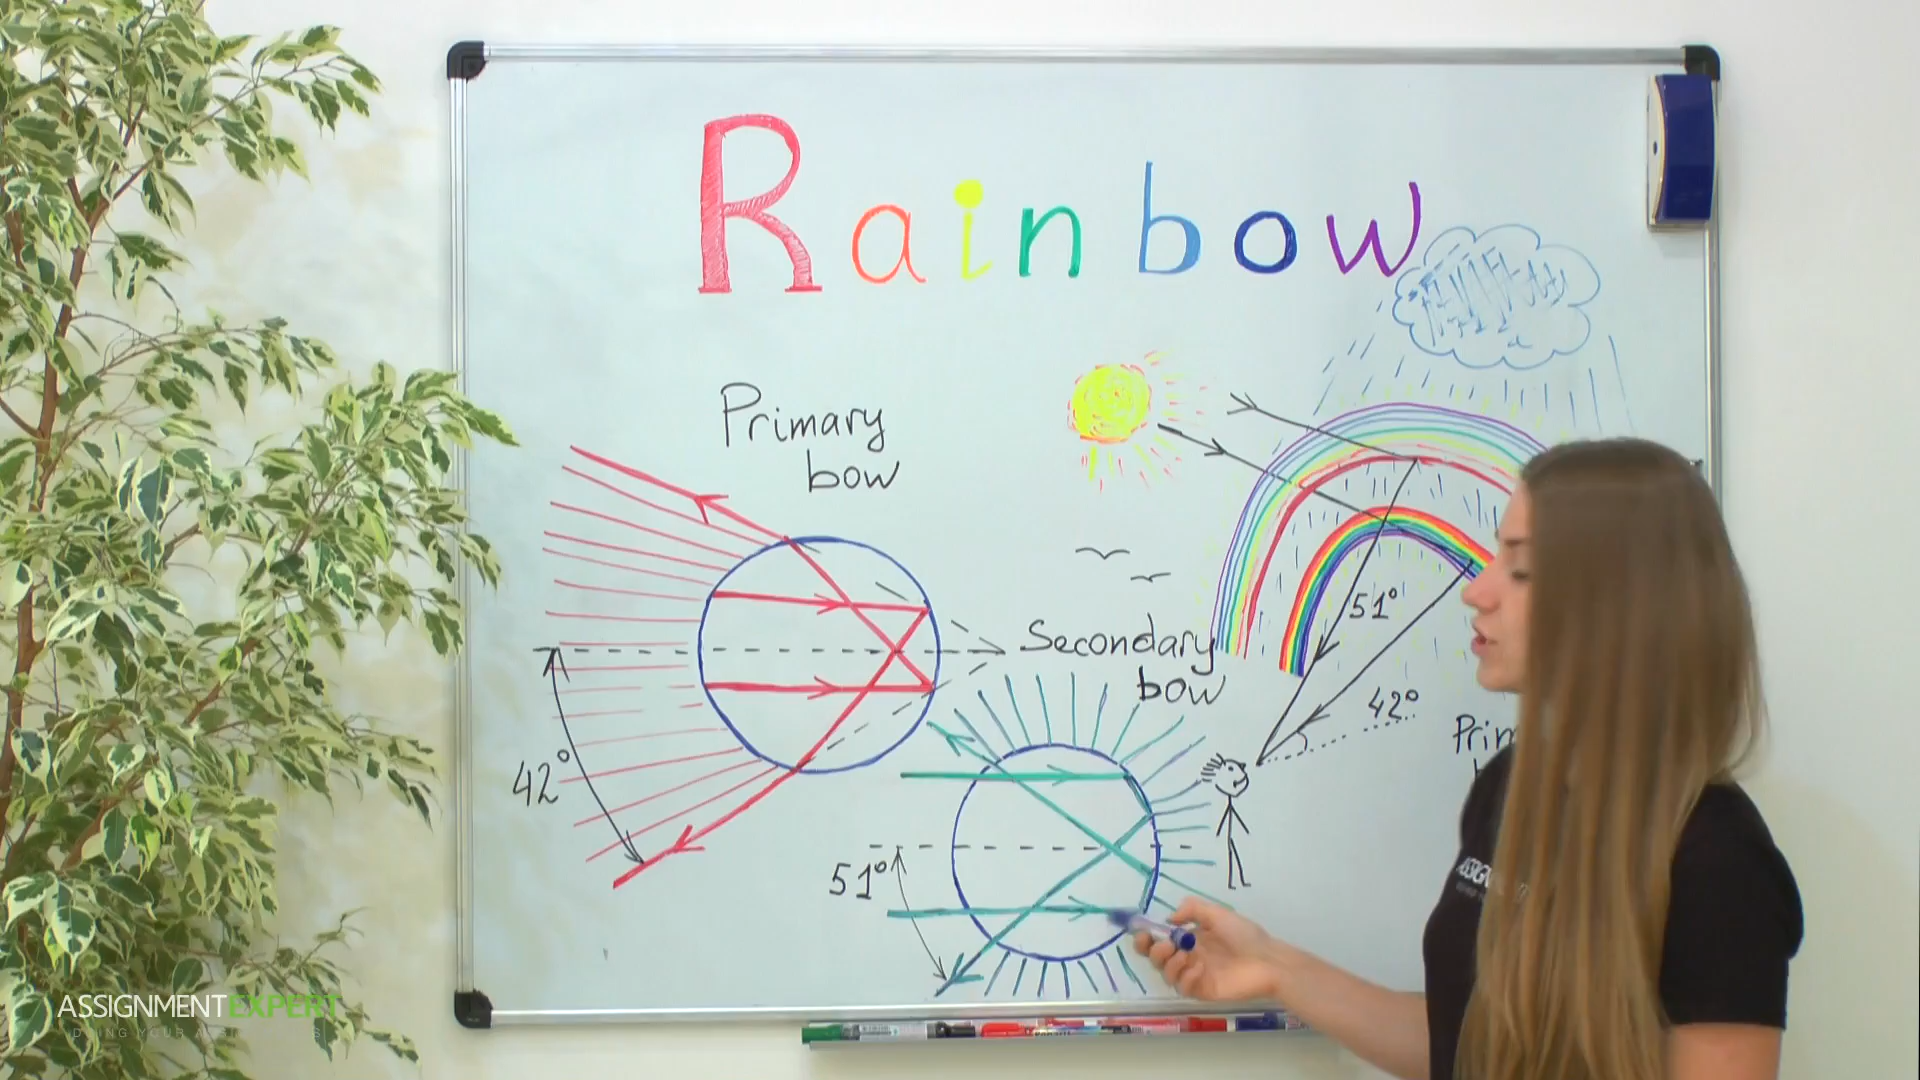 Rainbow
Primary
bow
Secondary
bow
51°
42°
42°
51°
ASSIGNMENTEXPERT